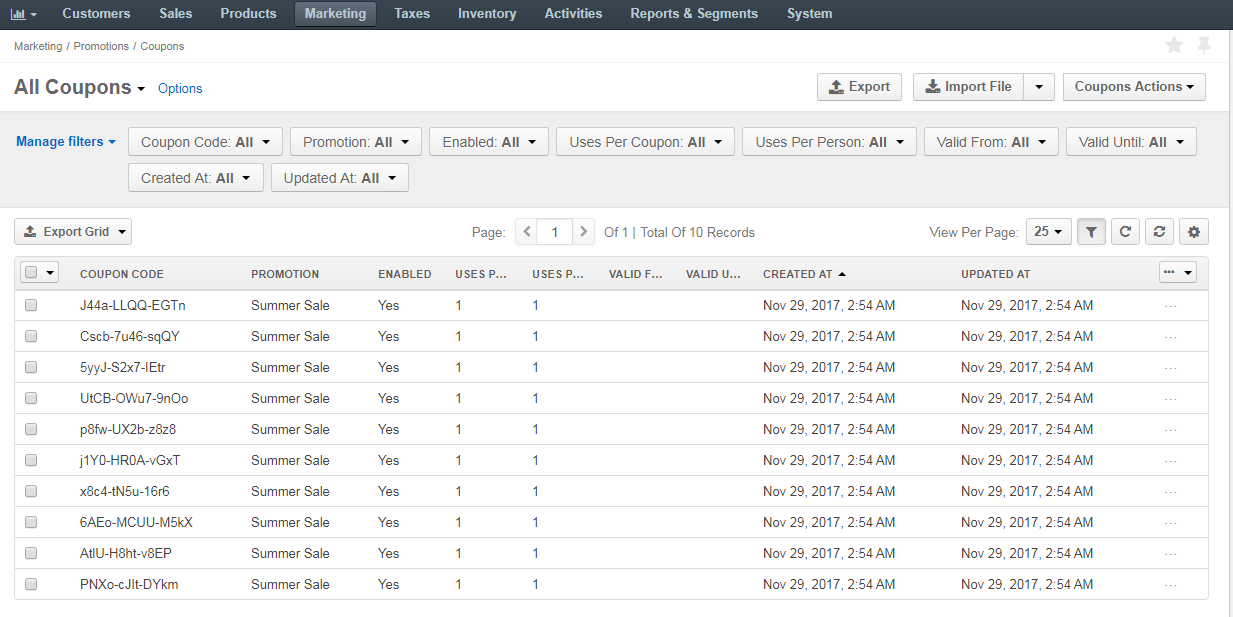 Customers Sales Products Marketing Taxes Inventory Activities Reports & Segments System
Marketing / Promotions / Coupons
All Coupons Options Export Import File Coupons Actions
Manage filters Coupon Code: All Promotion: All Enabled: All Uses Per Coupon: All Uses Per Person: All Valid From: All Valid Until: All
Created At: All Updated At: All
Export Grid Page: 1 Of 1 | Total Of 10 Records View Per Page: 25
COUPON CODE PROMOTION ENABLED USES P... USES P... VALID F... VALID U... CREATED AT UPDATED AT
J44a-LLQQ-EGTn Summer Sale Yes 1 1 Nov 29, 2017, 2:54 AM Nov 29, 2017, 2:54 AM ...
Cscb-7u46-sqQY Summer Sale Yes 1 1 Nov 29, 2017, 2:54 AM Nov 29, 2017, 2:54 AM ...
5yyJ-S2x7-IEtr Summer Sale Yes 1 1 Nov 29, 2017, 2:54 AM Nov 29, 2017, 2:54 AM ...
UtCB-OWu7-9nOo Summer Sale Yes 1 1 Nov 29, 2017, 2:54 AM Nov 29, 2017, 2:54 AM ...
p8fw-UX2b-z8z8 Summer Sale Yes 1 1 Nov 29, 2017, 2:54 AM Nov 29, 2017, 2:54 AM ...
j1Y0-HR0A-vGxT Summer Sale Yes 1 1 Nov 29, 2017, 2:54 AM Nov 29, 2017, 2:54 AM ...
x8c4-tN5u-16r6 Summer Sale Yes 1 1 Nov 29, 2017, 2:54 AM Nov 29, 2017, 2:54 AM ...
6AEo-MCUU-M5kX Summer Sale Yes 1 1 Nov 29, 2017, 2:54 AM Nov 29, 2017, 2:54 AM ...
AtlU-H8ht-v8EP Summer Sale Yes 1 1 Nov 29, 2017, 2:54 AM Nov 29, 2017, 2:54 AM ...
PNXo-cJlt-DYkm Summer Sale Yes 1 1 Nov 29, 2017, 2:54 AM Nov 29, 2017, 2:54 AM ...